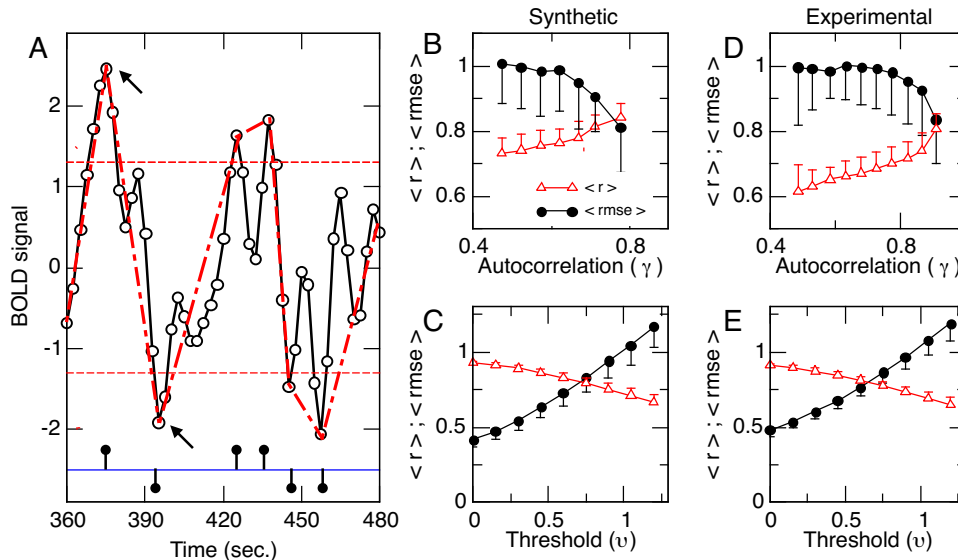 Synthetic
Experimental
A
BOLD signal
2
1
0
-1
-2
360
390
420
450
480
Time (sec.)
B
< r > ; < rmse >
1
0.8
0.6
< r >
< rmse >
0.4
0.8
Autocorrelation ( γ )
D
< r > ; < rmse >
1
0.8
0.6
0.4
0.8
Autocorrelation ( γ )
C
< r > ; < rmse >
1
0.5
0
0
0.5
1
Threshold (υ)
E
< r > ; < rmse >
1
0.5
0
0
0.5
1
Threshold (υ)